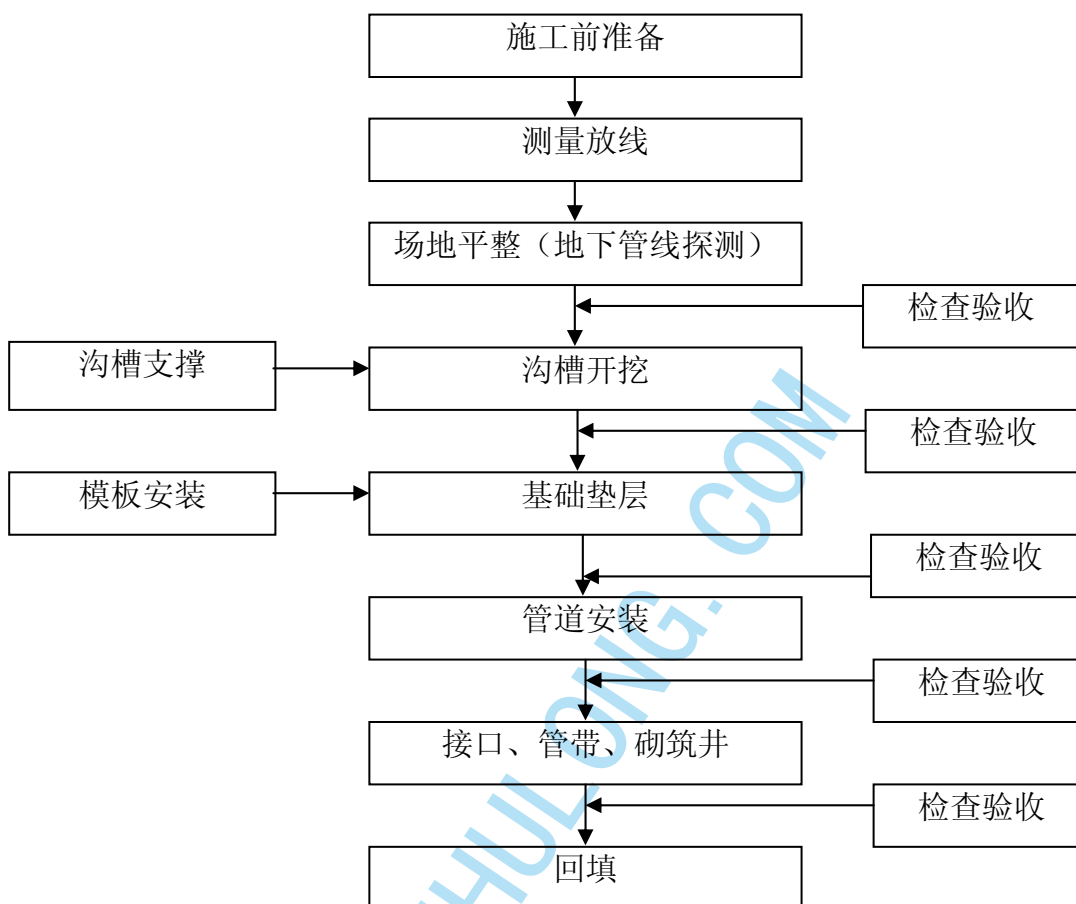 施工前准备
测量放线
场地平整（地下管线探测）
检查验收
沟槽支撑
沟槽开挖
检查验收
模板安装
基础垫层
检查验收
管道安装
检查验收
接口、管带、砌筑井
检查验收
回填
HULONG.COM